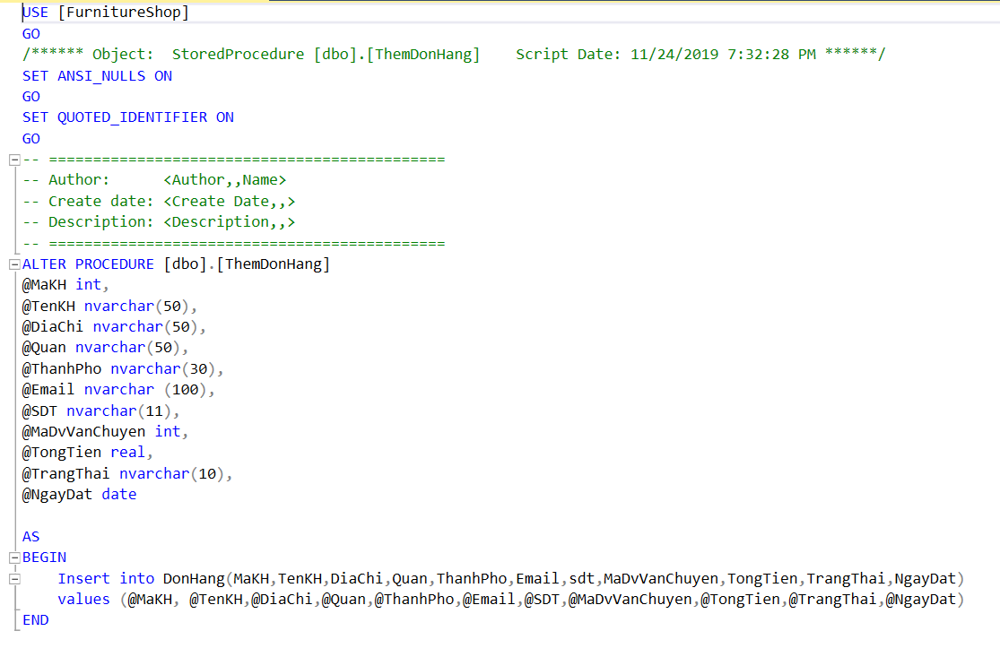 USE [FurnitureShop]
GO
/****** Object:  StoredProcedure [dbo].[ThemDonHang]    Script Date: 11/24/2019 7:32:28 PM ******/
SET ANSI_NULLS ON
GO
SET QUOTED_IDENTIFIER ON
GO
-- =============================================
-- Author:      <Author,,Name>
-- Create date: <Create Date,,>
-- Description: <Description,,>
-- =============================================
ALTER PROCEDURE [dbo].[ThemDonHang]
@MaKH int,
@TenKH nvarchar(50),
@DiaChi nvarchar(50),
@Quan nvarchar(50),
@ThanhPho nvarchar(30),
@Email nvarchar (100),
@SDT nvarchar(11),
@MaDvVanChuyen int,
@TongTien real,
@TrangThai nvarchar(10),
@NgayDat date
AS
BEGIN
    Insert into DonHang(MaKH,TenKH,DiaChi,Quan,ThanhPho,Email,sdt,MaDvVanChuyen,TongTien,TrangThai,NgayDat)
    values (@MaKH, @TenKH,@DiaChi,@Quan,@ThanhPho,@Email,@SDT,@MaDvVanChuyen,@TongTien,@TrangThai,@NgayDat)
END